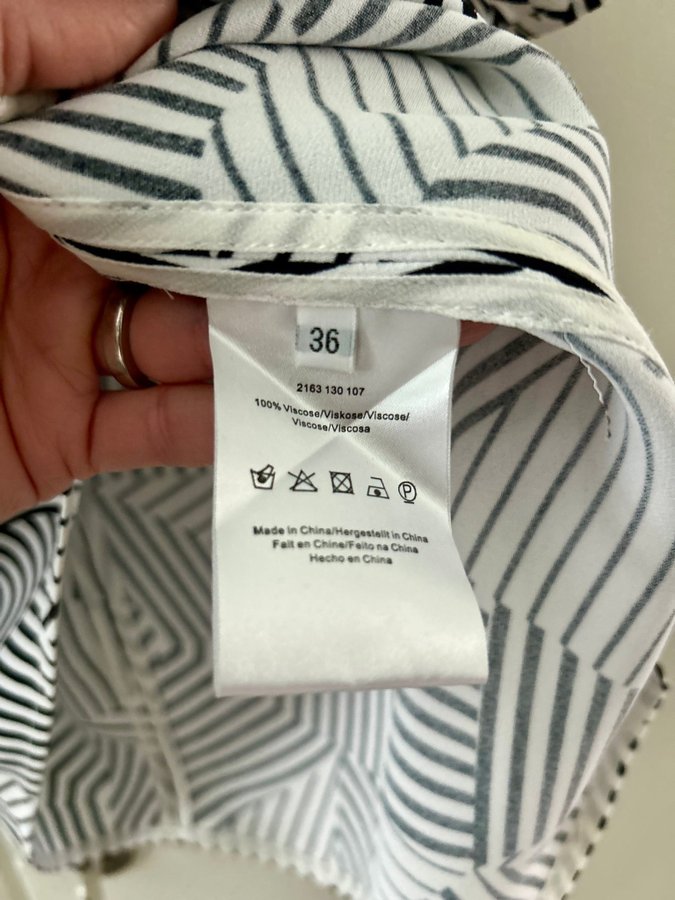 36
2163 130 107
100% Viscose/Viskose/Viscose/
Viscose/Viscosa
P
Made in China/Hergestellt in China
Fait en Chine/Feito na China
Hecho en China